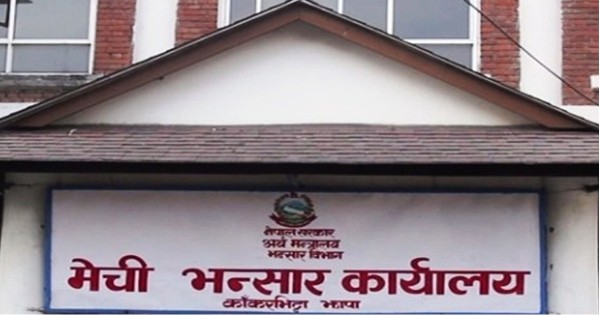 नेपाल सरकार
अर्थ मन्त्रालय
भन्सार विभाग
मेची भन्सार कार्यालय
काँकरभिट्टा झापा